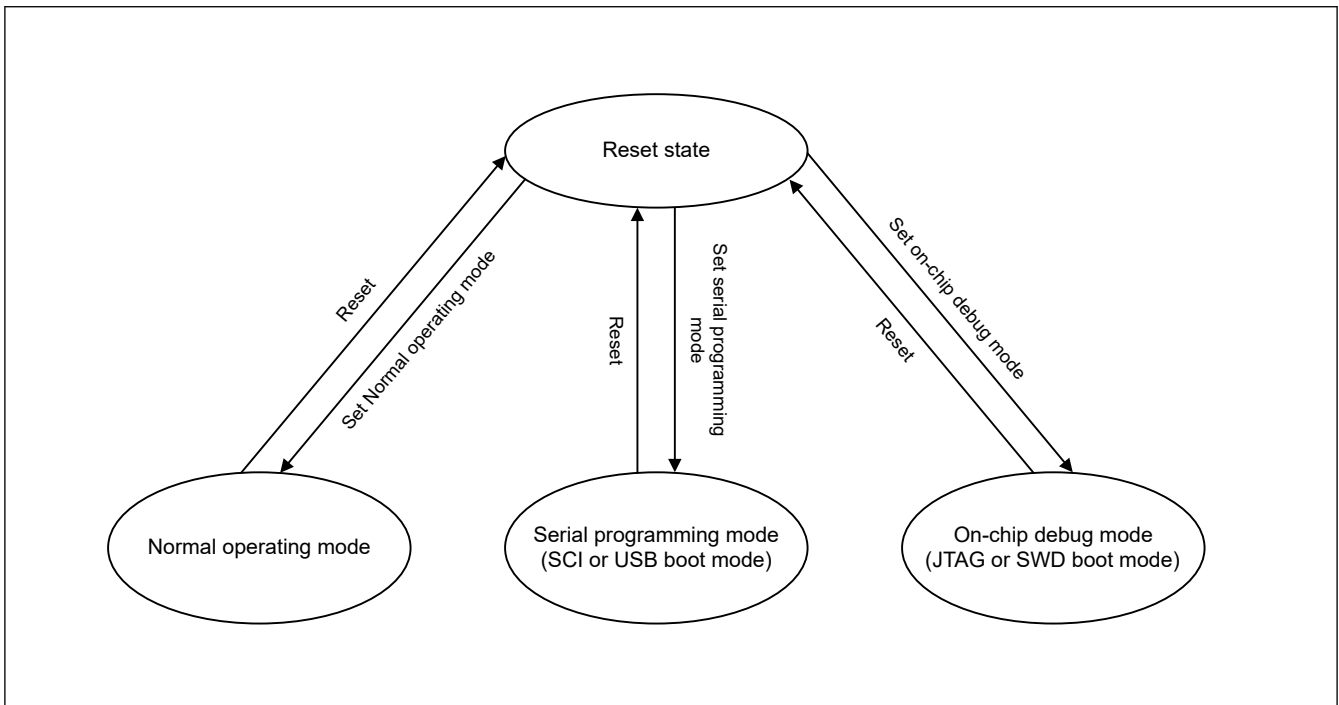 Reset state
Reset
Set Normal operating mode
Reset
Set serial programming
mode
Set on-chip debug mode
Reset
Normal operating mode
Serial programming mode
(SCI or USB boot mode)
On-chip debug mode
(JTAG or SWD boot mode)